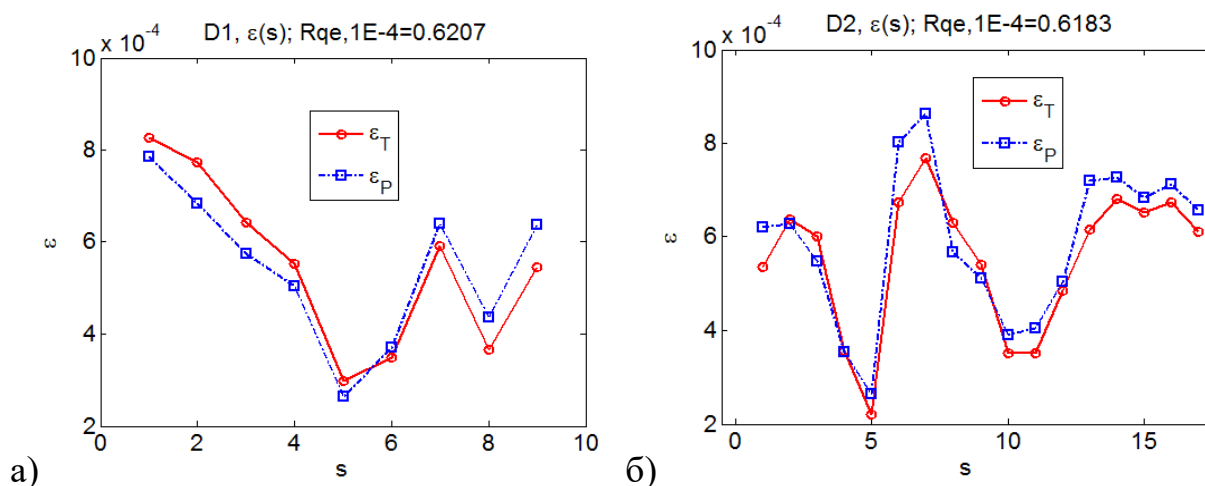 D1, ε(s); Rqe,1E-4=0.6207
x 10⁻⁴
10
8
6
4
2
ε
ε_T
ε_P
0 2 4 6 8 10
s
а)
D2, ε(s); Rqe,1E-4=0.6183
x 10⁻⁴
10
8
6
4
2
ε
ε_T
ε_P
0 5 10 15
s
б)